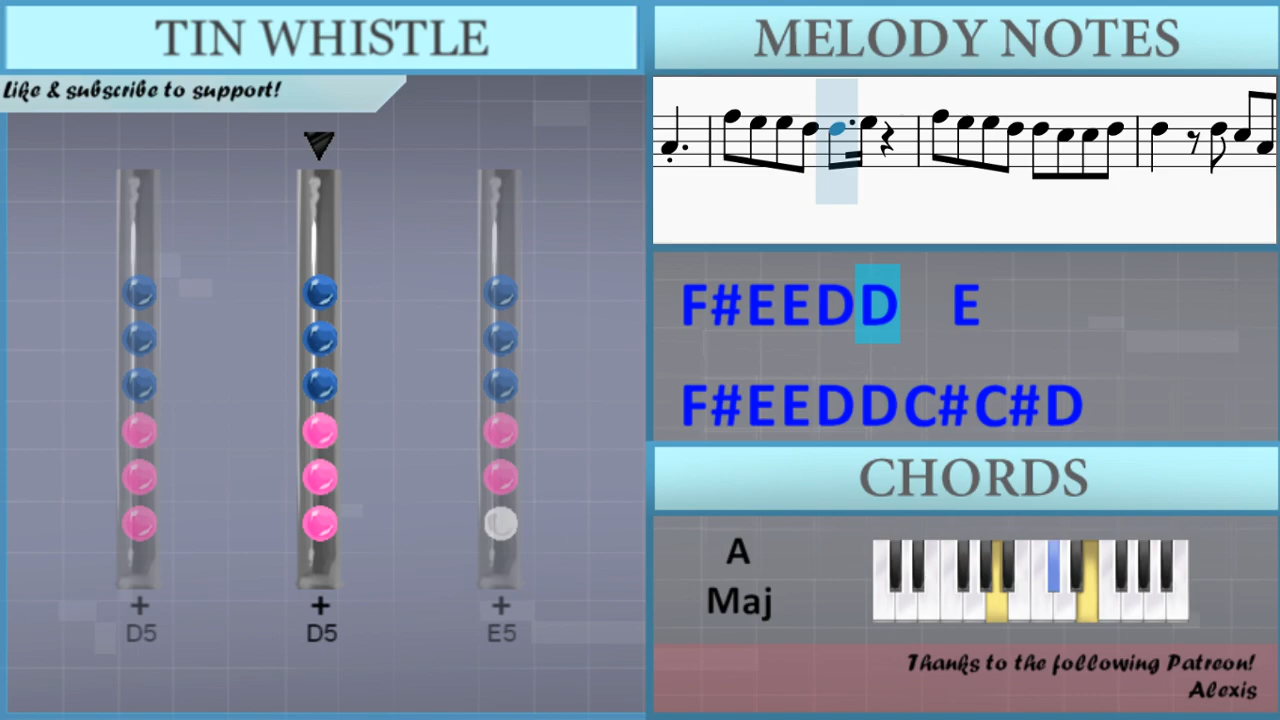 TIN WHISTLE
Like & subscribe to support!
+ + +
D5 D5 E5
MELODY NOTES
F#EEDD E
F#EEDDC#C#D
CHORDS
A
Maj
Thanks to the following Patreon!
Alexis